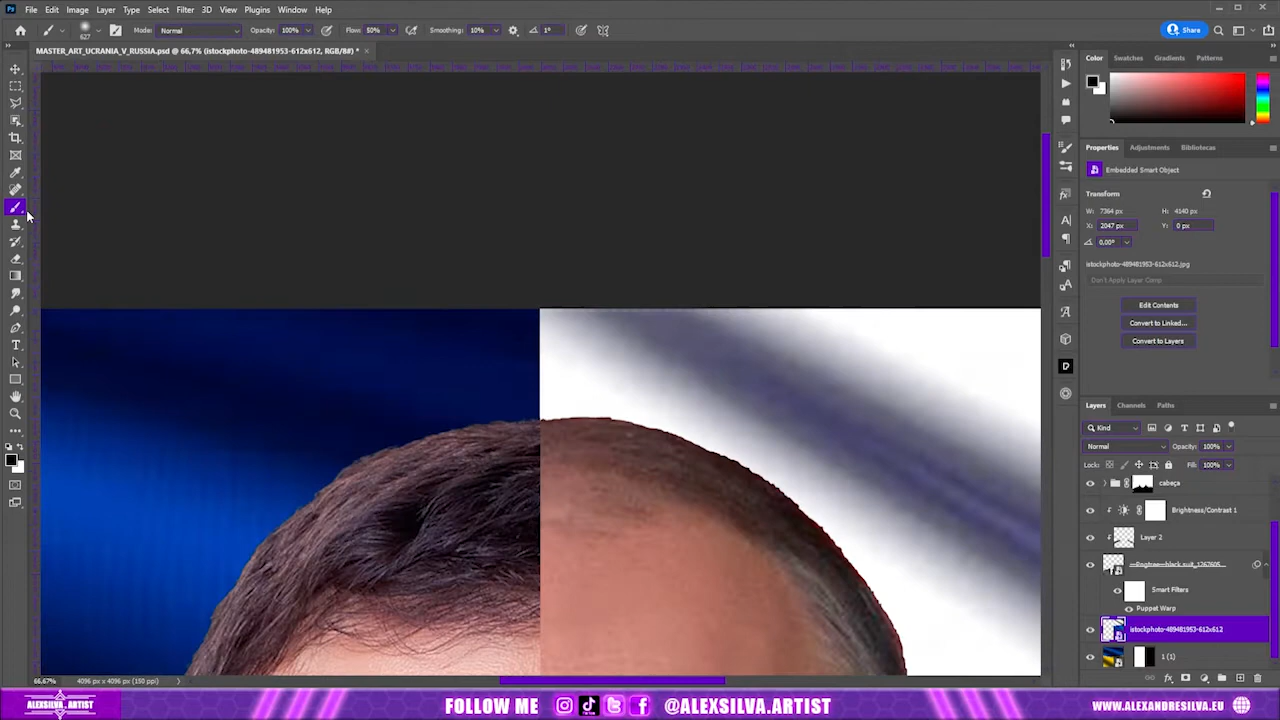 File Edit Image Layer Type Select Filter 3D View Plugins Window Help
627 Mode: Normal Opacity: 100% Flow: 50% Smoothing: 10% 1° Share
MASTER_ART_UCRANIA_V_RUSSIA.psd @ 66,7% (istockphoto-489481953-612x612, RGB/8#) *
Color Swatches Gradients Patterns
Properties Adjustments Bibliotecas
Embedded Smart Object
Transform
W: 7364 px H: 4140 px
X: 2047 px Y: 0 px
0,00°
istockphoto-489481953-612x612.jpg
Don't Apply Layer Comp
Edit Contents
Convert to Linked...
Convert to Layers
Layers Channels Paths
Kind
Normal Opacity: 100%
Lock: Fill: 100%
cabeça
Brightness/Contrast 1
Layer 2
Smart Filters
Puppet Warp
istockphoto-489481953-612x612
1 (1)
66,67% 4096 px x 4096 px (150 ppi)
ALEXSILVA.ARTIST
FOLLOW ME @ALEXSILVA.ARTIST
WWW.ALEXANDRESILVA.EU